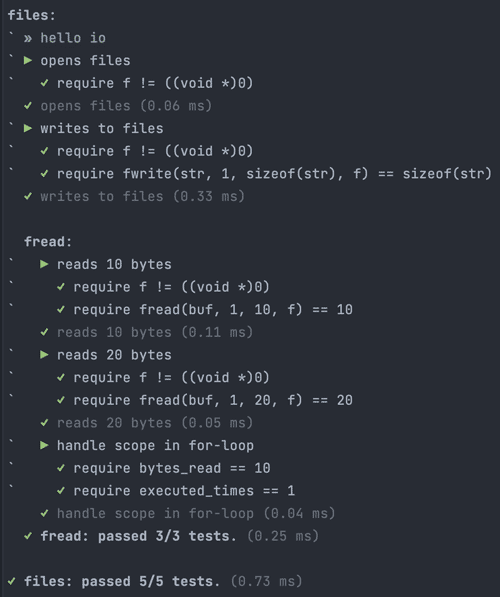 files:
` » hello io
` ▶ opens files
`   ✓ require f != ((void *)0)
  ✓ opens files (0.06 ms)
` ▶ writes to files
`   ✓ require f != ((void *)0)
`   ✓ require fwrite(str, 1, sizeof(str), f) == sizeof(str)
  ✓ writes to files (0.33 ms)
  fread:
`   ▶ reads 10 bytes
`     ✓ require f != ((void *)0)
`     ✓ require fread(buf, 1, 10, f) == 10
    ✓ reads 10 bytes (0.11 ms)
`   ▶ reads 20 bytes
`     ✓ require f != ((void *)0)
`     ✓ require fread(buf, 1, 20, f) == 20
    ✓ reads 20 bytes (0.05 ms)
`   ▶ handle scope in for-loop
`     ✓ require bytes_read == 10
`     ✓ require executed_times == 1
    ✓ handle scope in for-loop (0.04 ms)
  ✓ fread: passed 3/3 tests. (0.25 ms)
✓ files: passed 5/5 tests. (0.73 ms)